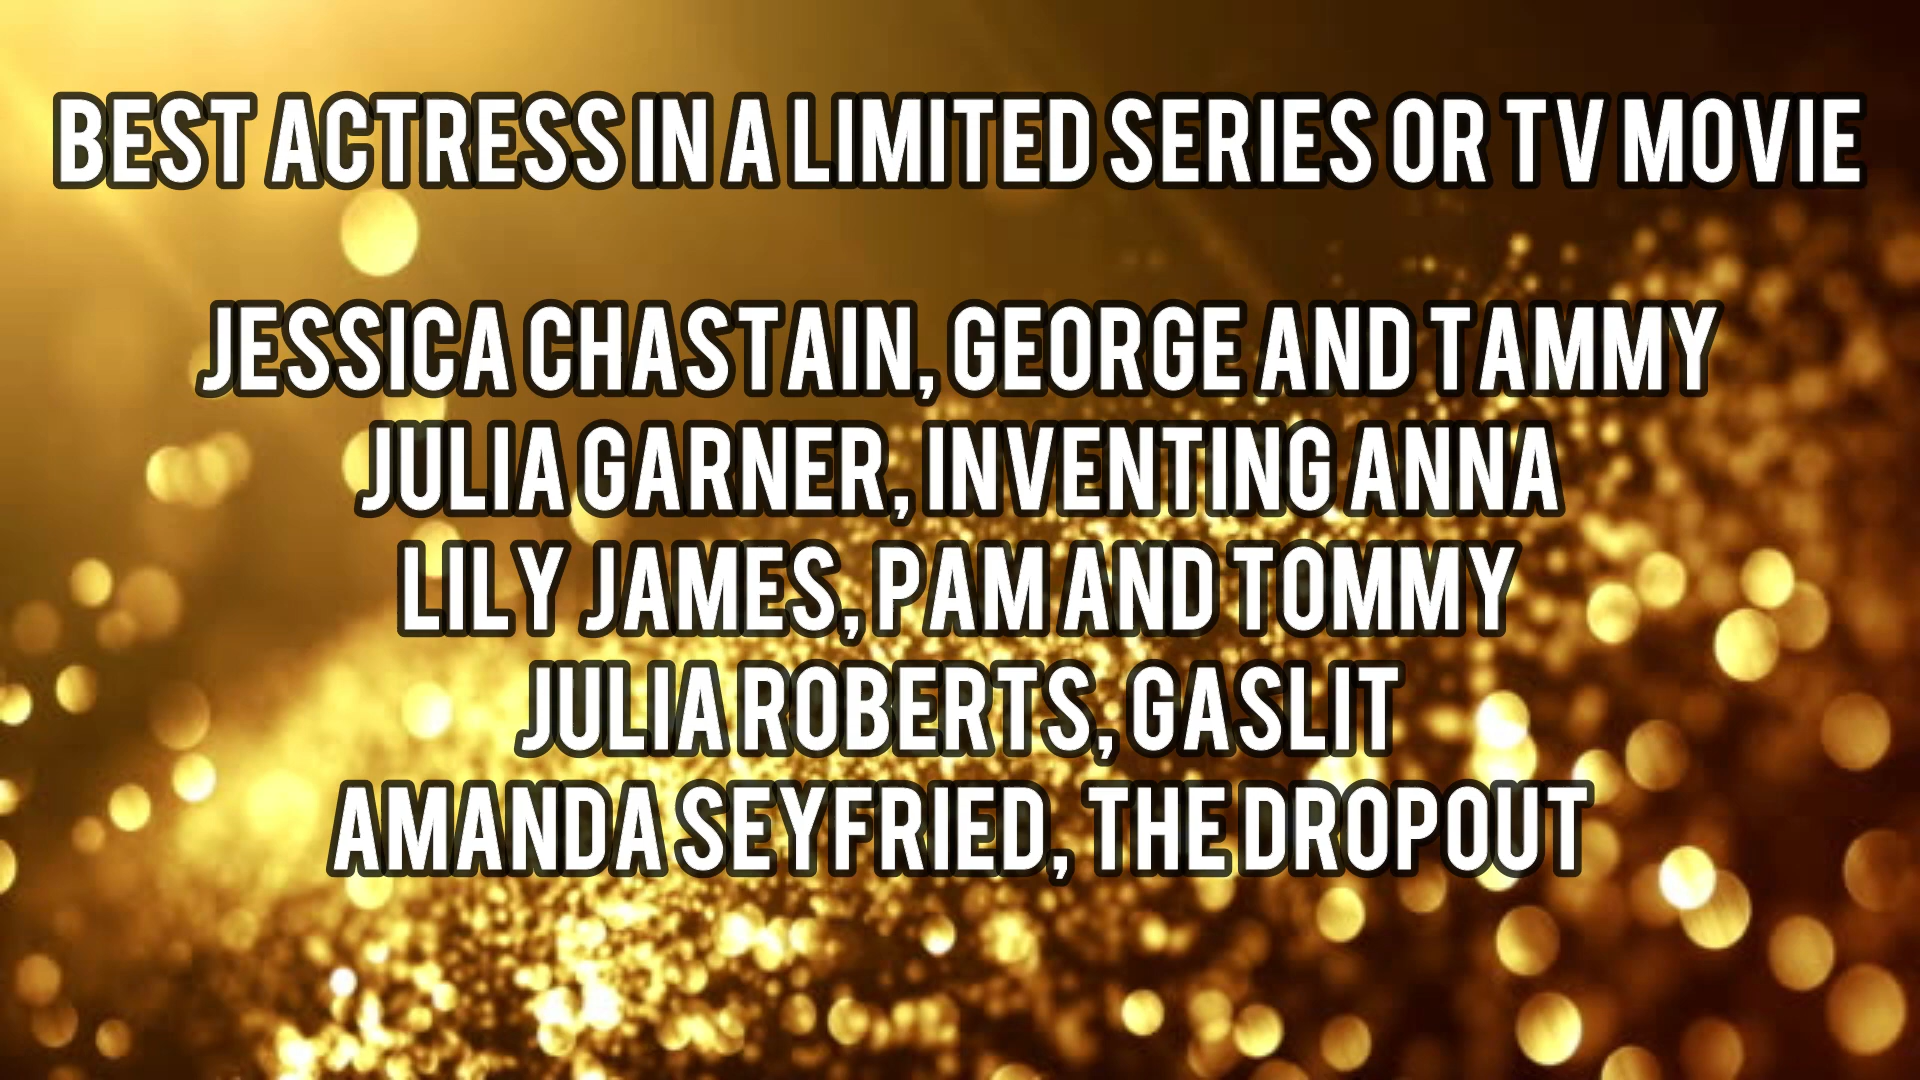 BEST ACTRESS IN A LIMITED SERIES OR TV MOVIE
JESSICA CHASTAIN, GEORGE AND TAMMY
JULIA GARNER, INVENTING ANNA
LILY JAMES, PAM AND TOMMY
JULIA ROBERTS, GASLIT
AMANDA SEYFRIED, THE DROPOUT